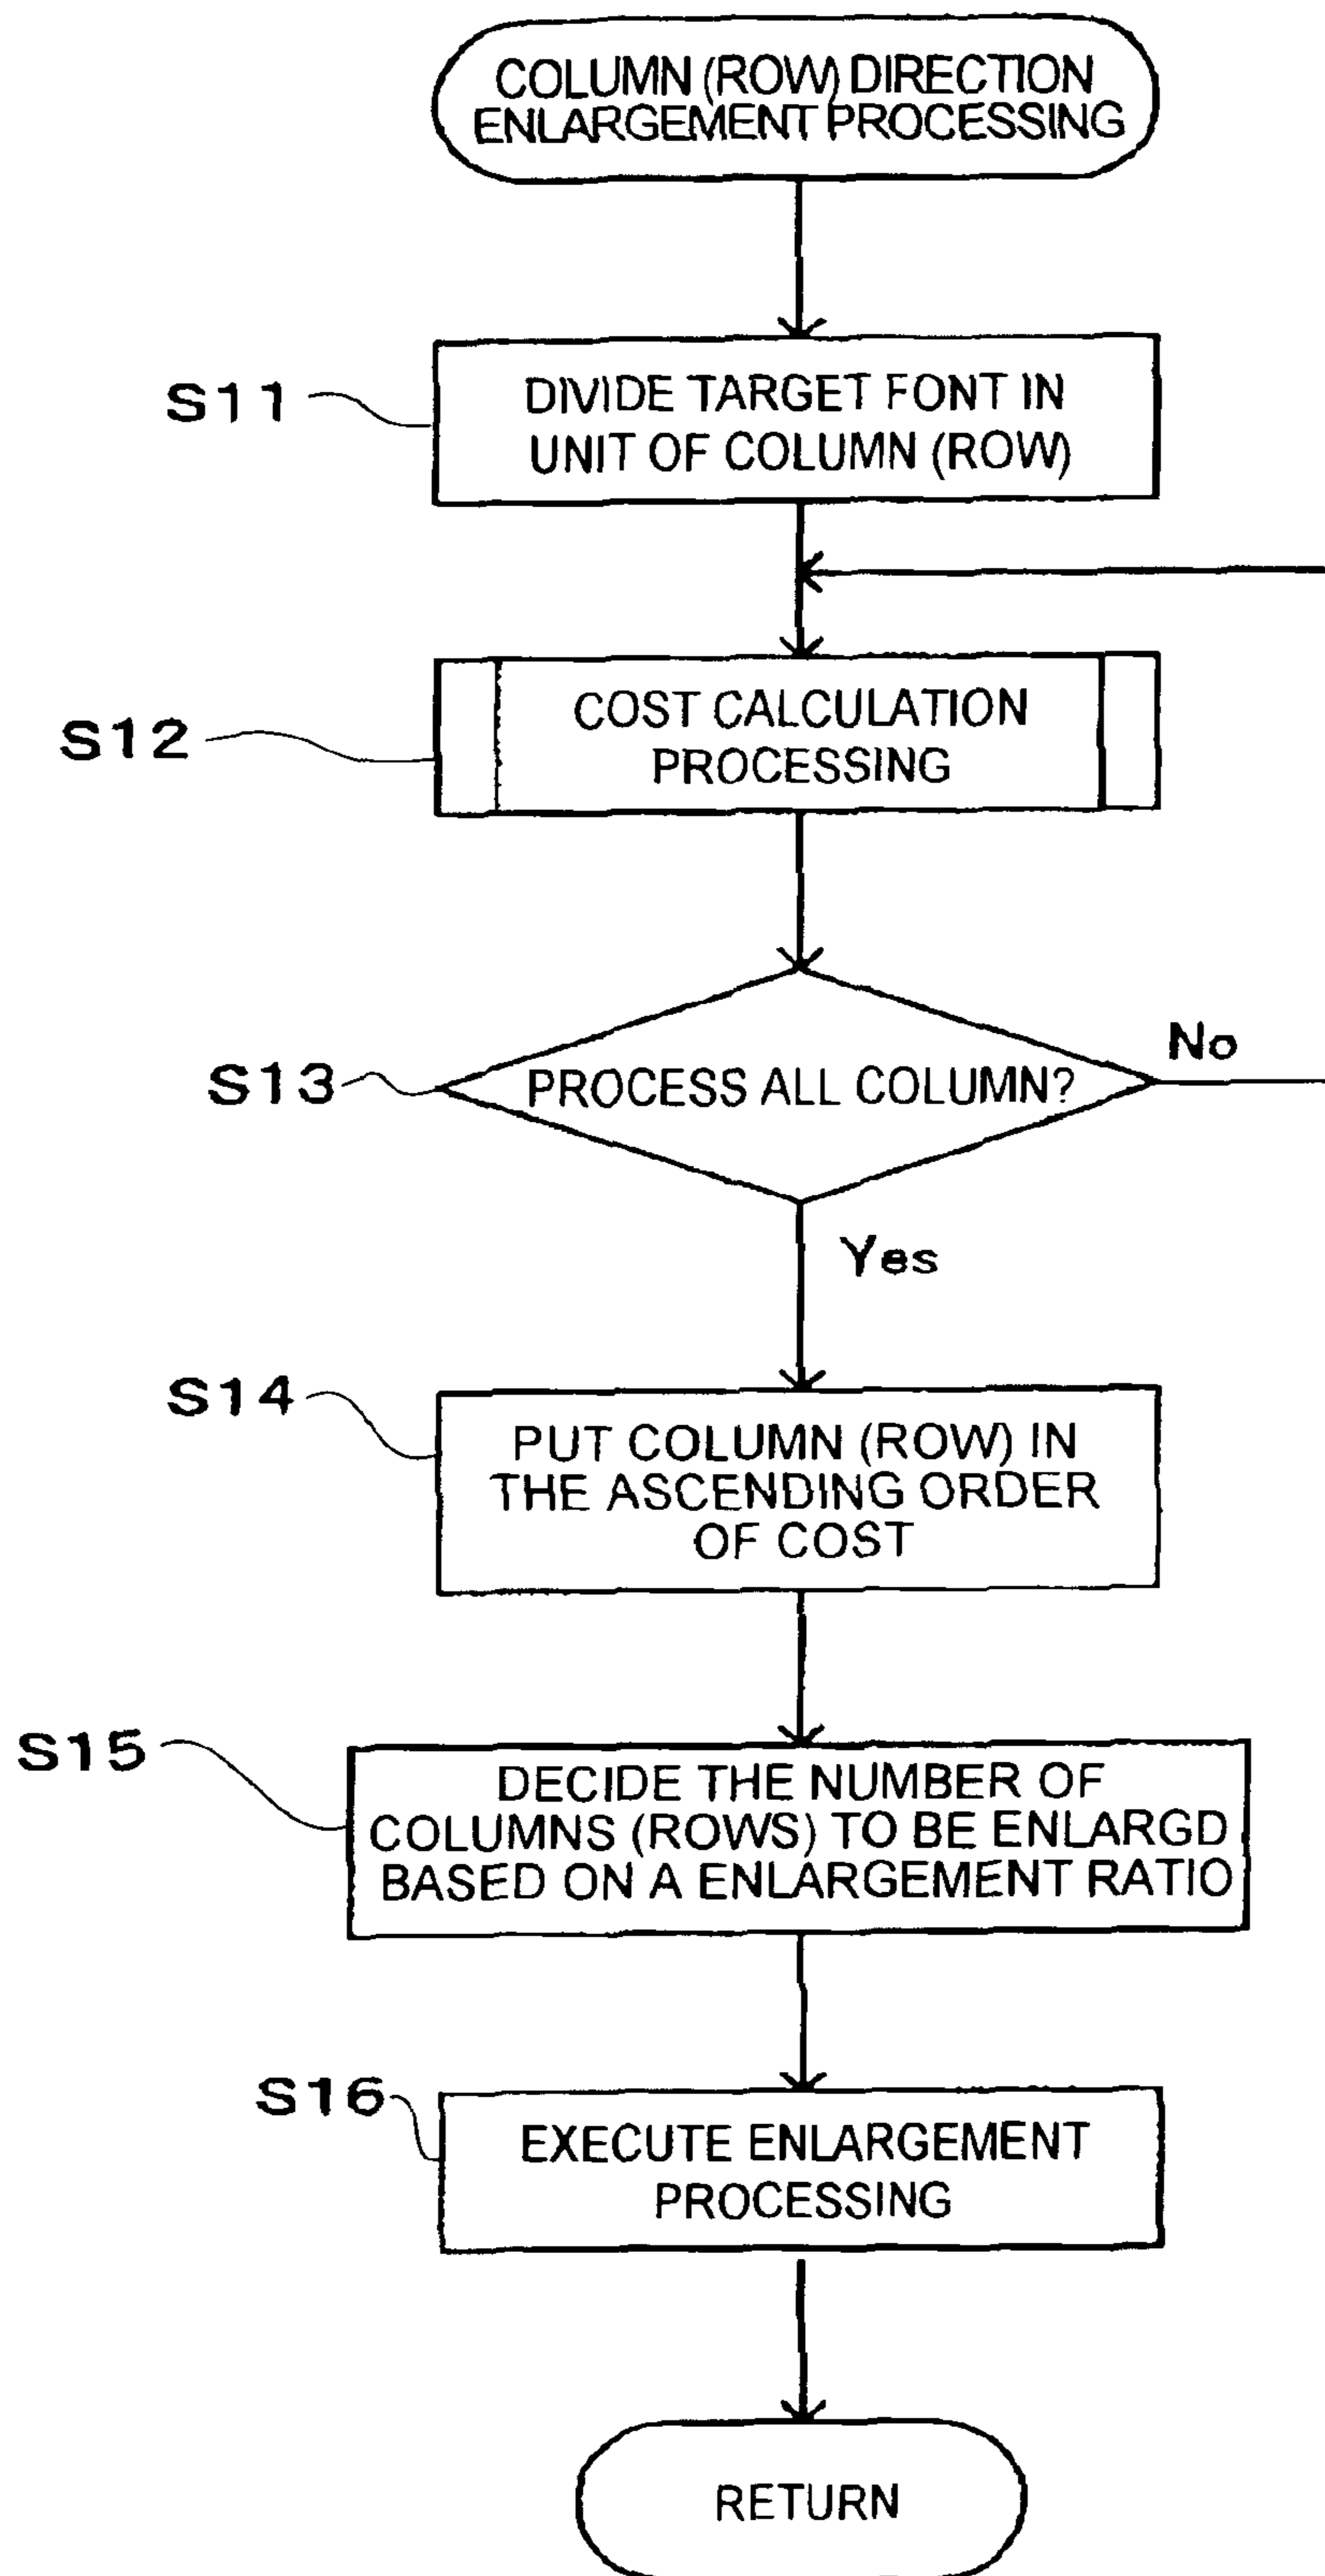 COLUMN (ROW) DIRECTION
ENLARGEMENT PROCESSING
S11
DIVIDE TARGET FONT IN
UNIT OF COLUMN (ROW)
S12
COST CALCULATION
PROCESSING
S13
PROCESS ALL COLUMN?
No
Yes
S14
PUT COLUMN (ROW) IN
THE ASCENDING ORDER
OF COST
S15
DECIDE THE NUMBER OF
COLUMNS (ROWS) TO BE ENLARGD
BASED ON A ENLARGEMENT RATIO
S16
EXECUTE ENLARGEMENT
PROCESSING
RETURN